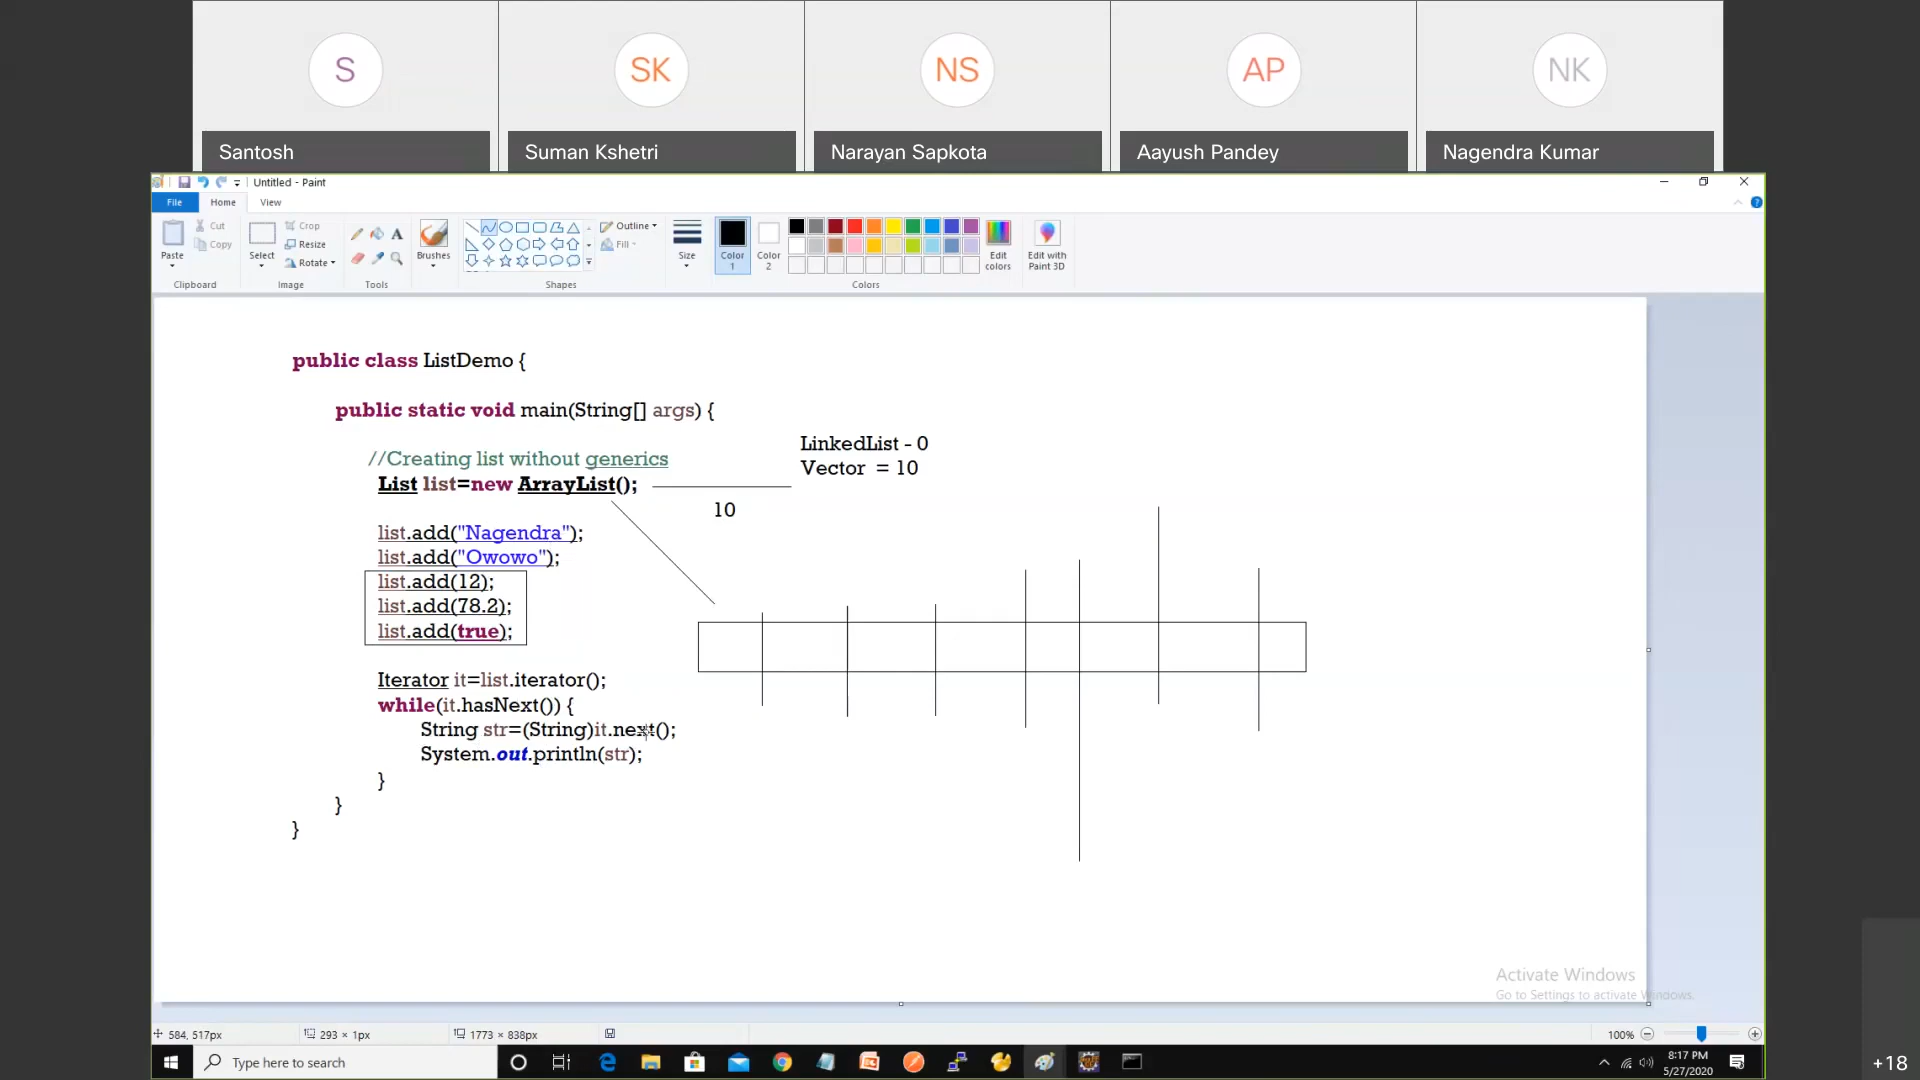 S
SK
NS
AP
NK
Santosh
Suman Kshetri
Narayan Sapkota
Aayush Pandey
Nagendra Kumar
Untitled - Paint
File Home View
Paste
Cut
Copy
Clipboard
Select
Crop
Resize
Rotate
Image
A
Tools
Brushes
Outline
Fill
Shapes
Size
Color 1
Color 2
Edit colors
Colors
Edit with Paint 3D
public class ListDemo {
public static void main(String[] args) {
//Creating list without generics
List list=new ArrayList();
LinkedList - 0
Vector = 10
10
list.add("Nagendra");
list.add("Owowo");
list.add(12);
list.add(78.2);
list.add(true);
Iterator it=list.iterator();
while(it.hasNext()) {
String str=(String)it.next();
System.out.println(str);
}
}
}
Activate Windows
Go to Settings to activate Windows.
584, 517px
293 × 1px
1773 × 838px
100%
Type here to search
8:17 PM
5/27/2020
+18